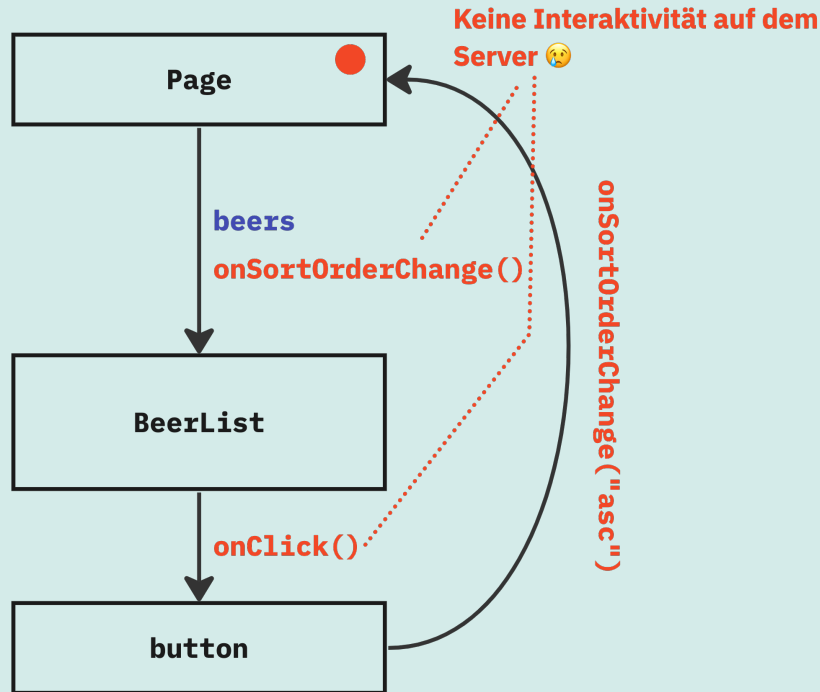 Keine Interaktivität auf dem
Server 😢
Page
beers
onSortOrderChange()
onSortOrderChange("asc")
BeerList
onClick()
button